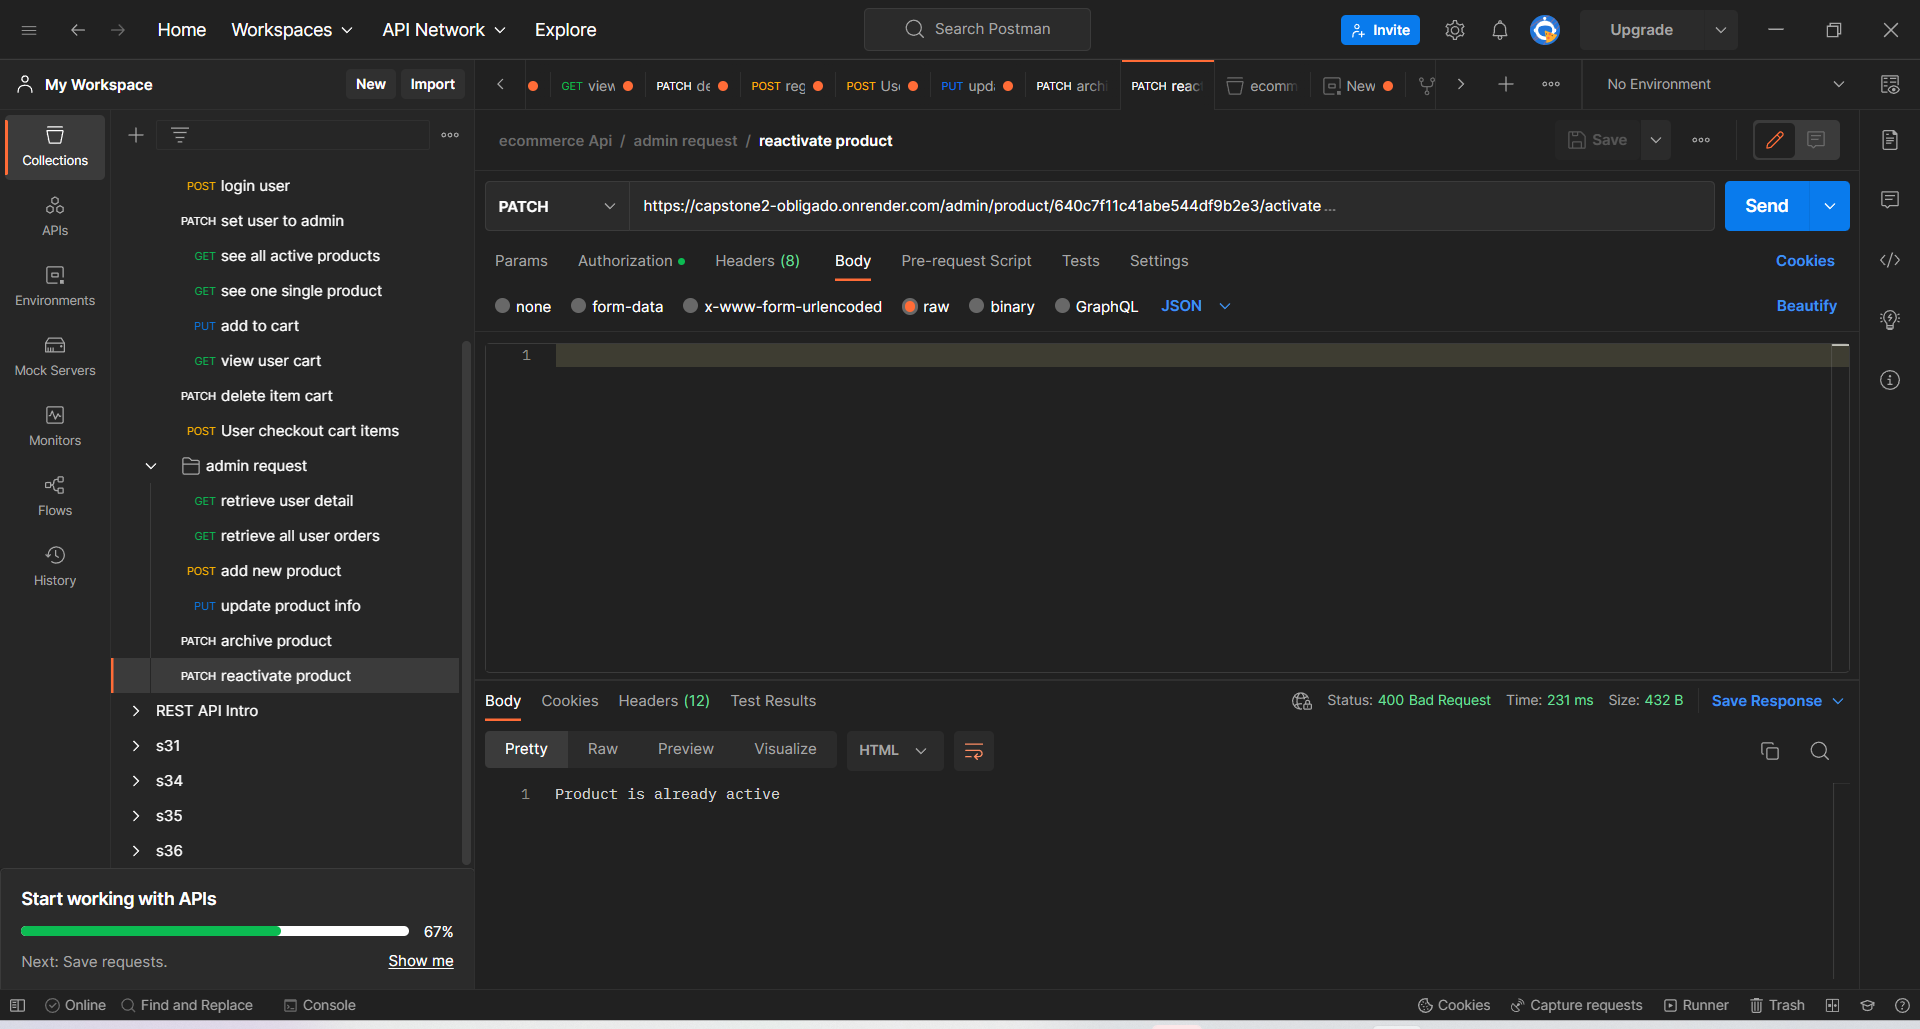 Home Workspaces API Network Explore Search Postman Invite Upgrade
My Workspace New Import
GET view PATCH de POST reg POST Us PUT upd PATCH archi PATCH react ecomm New No Environment
Collections
APIs
Environments
Mock Servers
Monitors
Flows
History
POST login user
PATCH set user to admin
GET see all active products
GET see one single product
PUT add to cart
GET view user cart
PATCH delete item cart
POST User checkout cart items
admin request
GET retrieve user detail
GET retrieve all user orders
POST add new product
PUT update product info
PATCH archive product
PATCH reactivate product
REST API Intro
s31
s34
s35
s36
Start working with APIs
67%
Next: Save requests. Show me
ecommerce Api / admin request / reactivate product Save
PATCH https://capstone2-obligado.onrender.com/admin/product/640c7f11c41abe544df9b2e3/activate... Send
Params Authorization Headers (8) Body Pre-request Script Tests Settings Cookies
none form-data x-www-form-urlencoded raw binary GraphQL JSON Beautify
1
Body Cookies Headers (12) Test Results Status: 400 Bad Request Time: 231 ms Size: 432 B Save Response
Pretty Raw Preview Visualize HTML
1 Product is already active
Online Find and Replace Console Cookies Capture requests Runner Trash